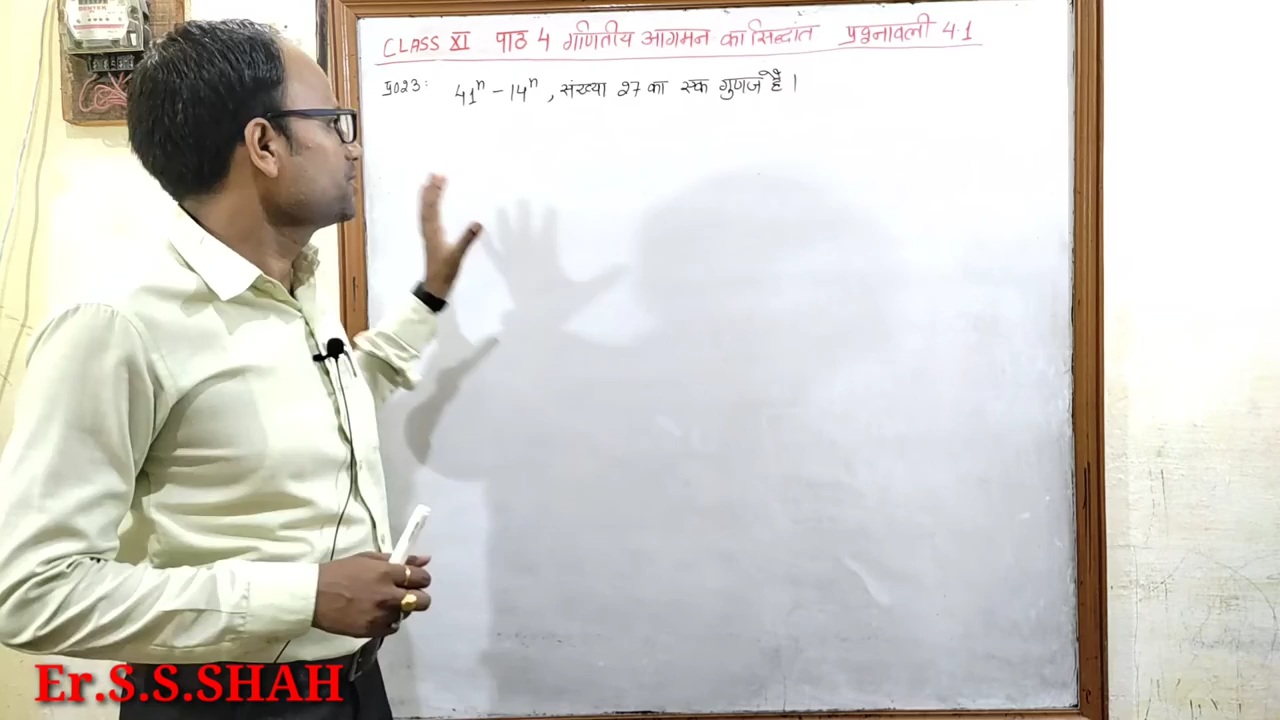 CLASS XI पाठ 4 गणितीय आगमन का सिद्धांत प्रश्नावली 4.1
प्र023: 41ⁿ – 14ⁿ, संख्या 27 का एक गुणज है।
Er.S.S.SHAH